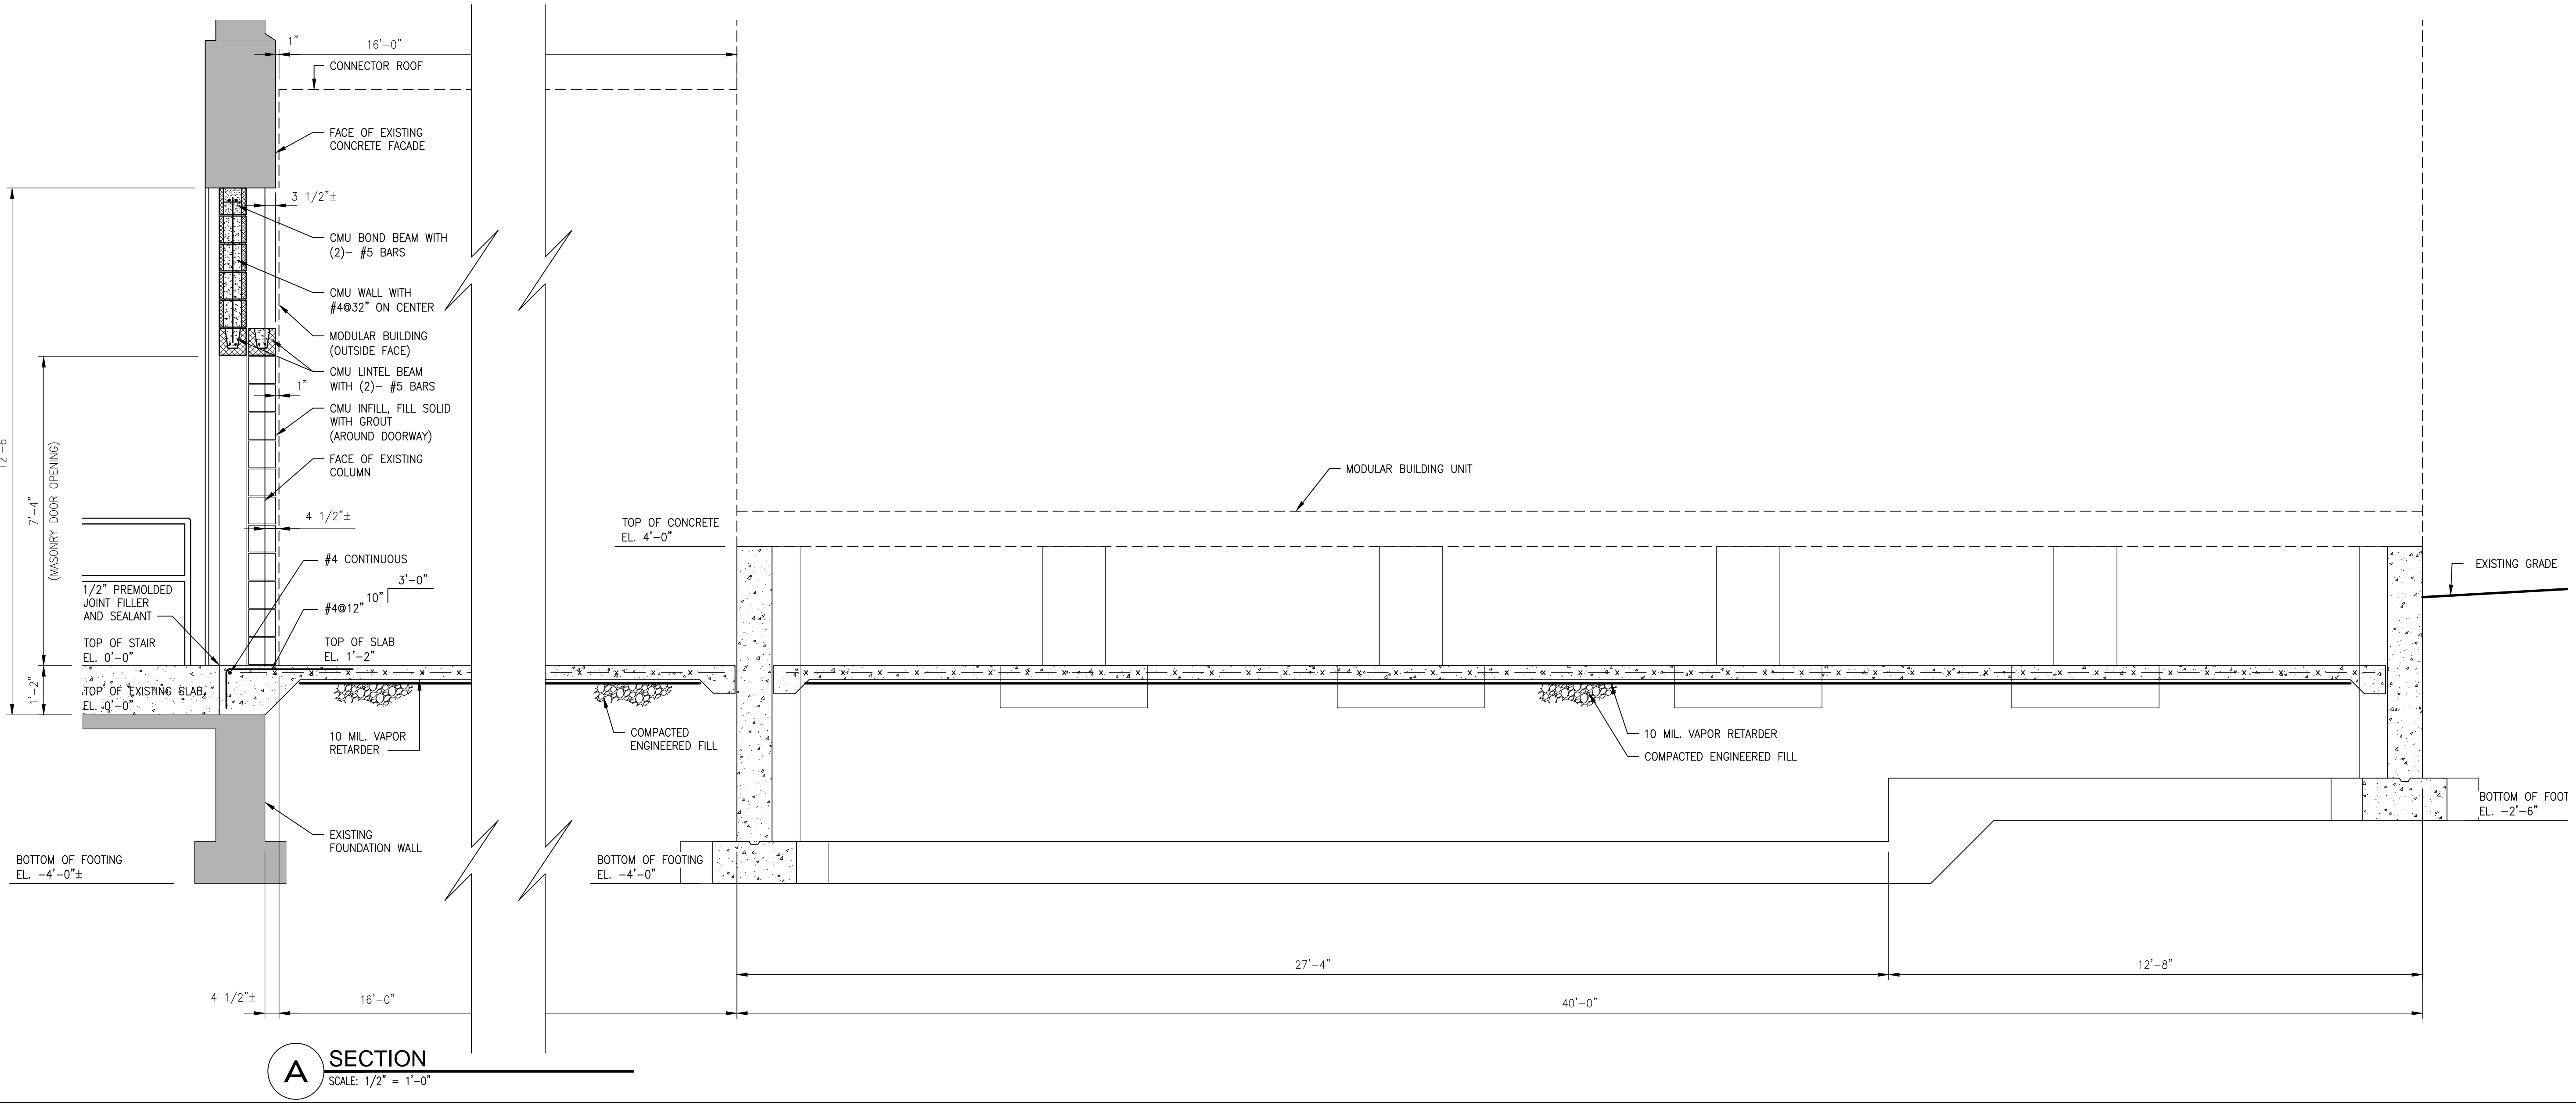 1"
16'-0"
CONNECTOR ROOF
FACE OF EXISTING
CONCRETE FACADE
3 1/2"±
CMU BOND BEAM WITH
(2)- #5 BARS
CMU WALL WITH
#4@32" ON CENTER
MODULAR BUILDING
(OUTSIDE FACE)
CMU LINTEL BEAM
WITH (2)- #5 BARS
1"
CMU INFILL, FILL SOLID
WITH GROUT
(AROUND DOORWAY)
FACE OF EXISTING
COLUMN
4 1/2"±
#4 CONTINUOUS
3'-0"
10"
#4@12"
12'-6
7'-4"
(MASONRY DOOR OPENING)
1'-2"
1/2" PREMOLDED
JOINT FILLER
AND SEALANT
TOP OF STAIR
EL. 0'-0"
TOP OF EXISTING SLAB
EL. 0'-0"
TOP OF SLAB
EL. 1'-2"
10 MIL. VAPOR
RETARDER
COMPACTED
ENGINEERED FILL
EXISTING
FOUNDATION WALL
BOTTOM OF FOOTING
EL. -4'-0"±
BOTTOM OF FOOTING
EL. -4'-0"
TOP OF CONCRETE
EL. 4'-0"
MODULAR BUILDING UNIT
EXISTING GRADE
10 MIL. VAPOR RETARDER
COMPACTED ENGINEERED FILL
BOTTOM OF FOOT
EL. -2'-6"
27'-4"
12'-8"
4 1/2"±
16'-0"
40'-0"
A
SECTION
SCALE: 1/2" = 1'-0"